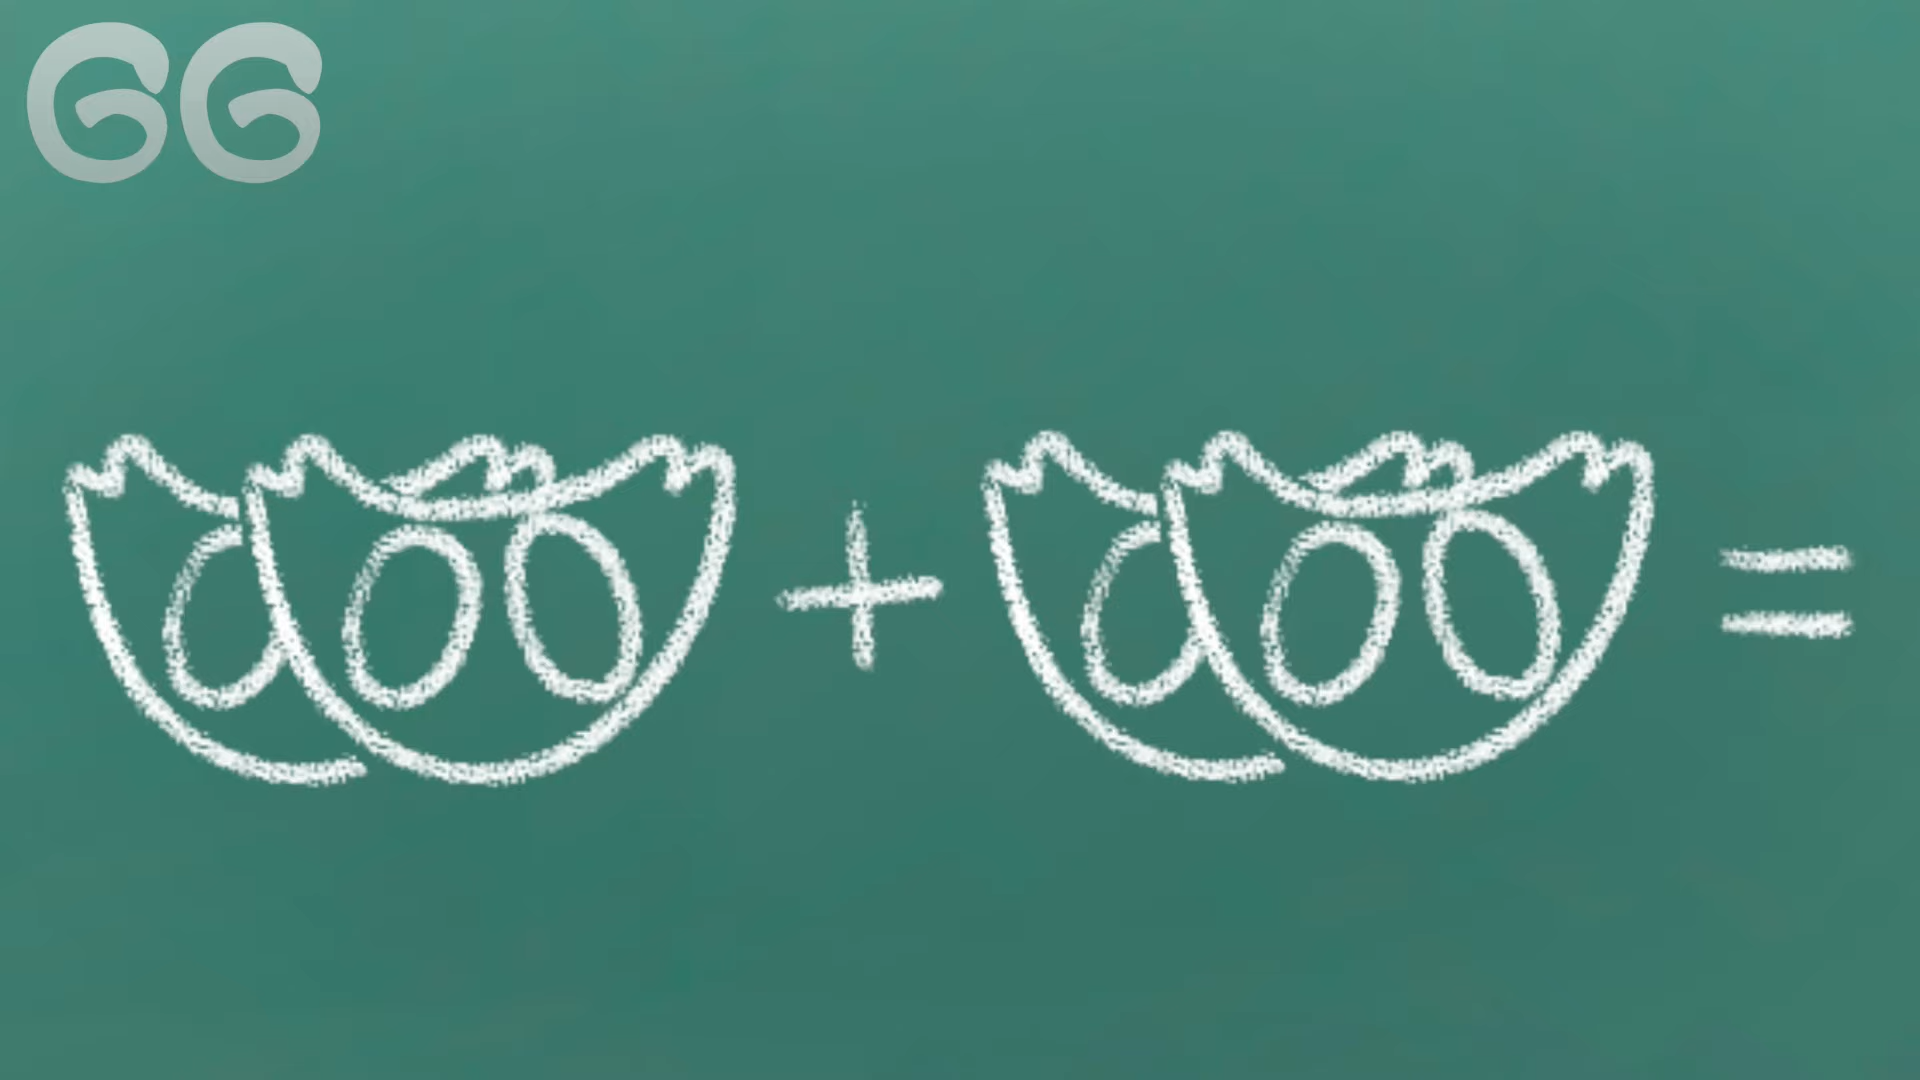 GG
+ =